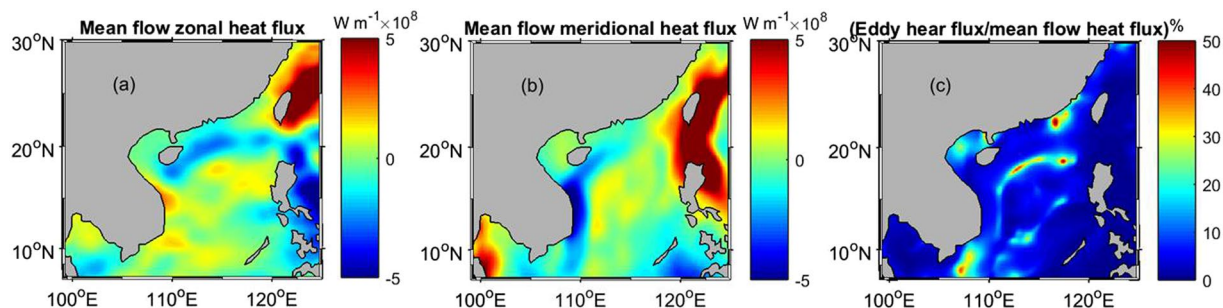 Mean flow zonal heat flux
W m⁻¹×10⁸
Mean flow meridional heat flux
W m⁻¹×10⁸
(Eddy hear flux/mean flow heat flux)%
30°N
20°N
10°N
100°E
110°E
120°E
(a)
5
0
-5
30°N
20°N
10°N
100°E
110°E
120°E
(b)
5
0
-5
30°N
20°N
10°N
100°E
110°E
120°E
(c)
50
40
30
20
10
0